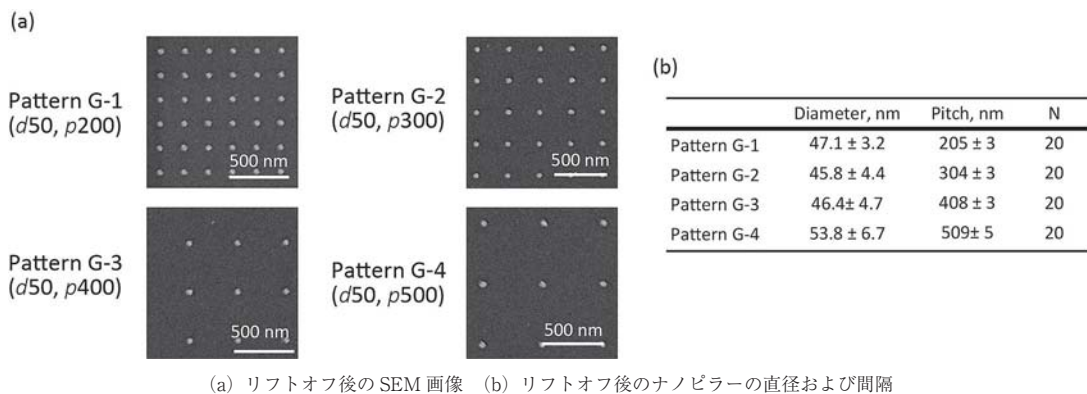 (a)
Pattern G-1
(d50, p200)
500 nm
Pattern G-2
(d50, p300)
500 nm
Pattern G-3
(d50, p400)
500 nm
Pattern G-4
(d50, p500)
500 nm
(b)
Diameter, nm Pitch, nm N
Pattern G-1 47.1 ± 3.2 205 ± 3 20
Pattern G-2 45.8 ± 4.4 304 ± 3 20
Pattern G-3 46.4± 4.7 408 ± 3 20
Pattern G-4 53.8 ± 6.7 509± 5 20
(a) リフトオフ後の SEM 画像 (b) リフトオフ後のナノピラーの直径および間隔